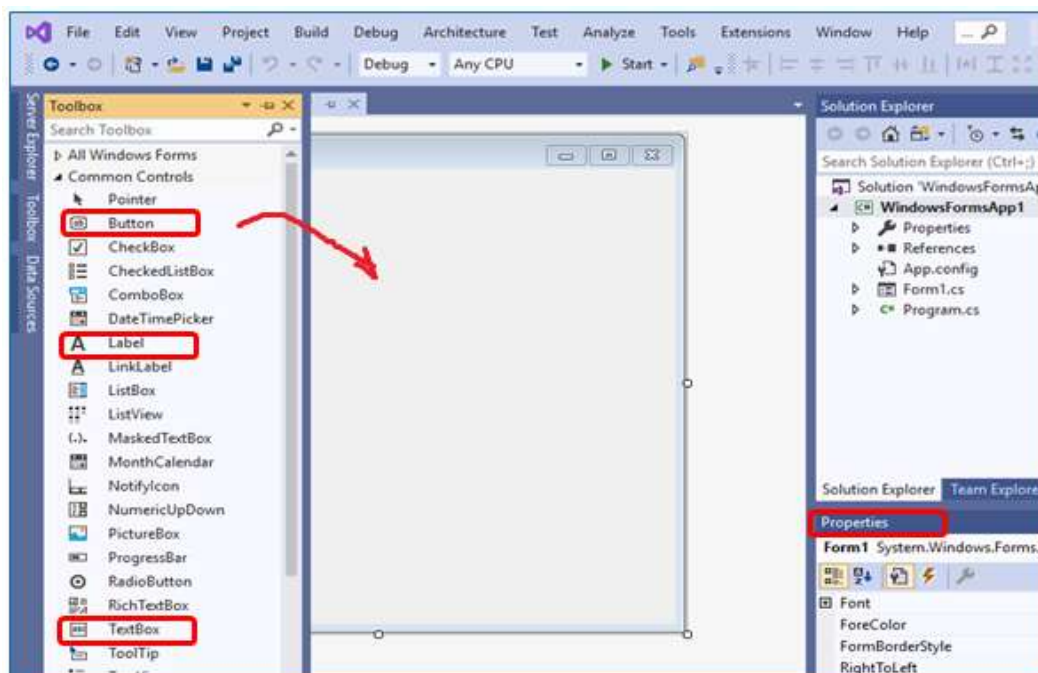 File Edit View Project Build Debug Architecture Test Analyze Tools Extensions Window Help
Debug Any CPU Start
Server Explorer
Toolbox
Data Sources
Toolbox
Search Toolbox
All Windows Forms
Common Controls
Pointer
Button
CheckBox
CheckedListBox
ComboBox
DateTimePicker
Label
LinkLabel
ListBox
ListView
MaskedTextBox
MonthCalendar
NotifyIcon
NumericUpDown
PictureBox
ProgressBar
RadioButton
RichTextBox
TextBox
ToolTip
Solution Explorer
Search Solution Explorer (Ctrl+;)
Solution 'WindowsFormsAp
WindowsFormsApp1
Properties
References
App.config
Form1.cs
Program.cs
Solution Explorer Team Explore
Properties
Form1 System.Windows.Forms.
Font
ForeColor
FormBorderStyle
RightToLeft